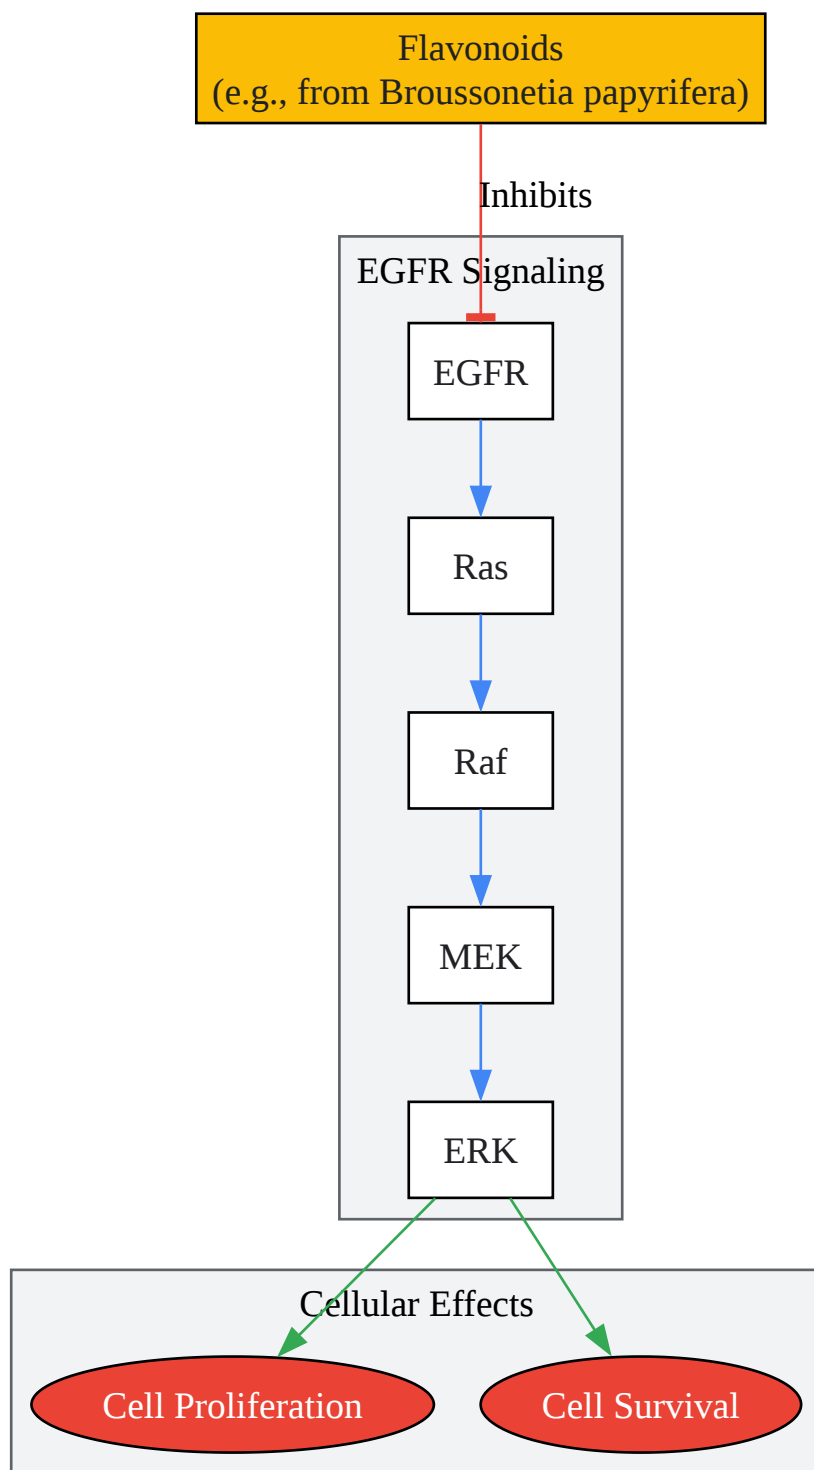 Flavonoids
(e.g., from Broussonetia papyrifera)
Inhibits
EGFR Signaling
EGFR
Ras
Raf
MEK
ERK
Cellular Effects
Cell Proliferation
Cell Survival